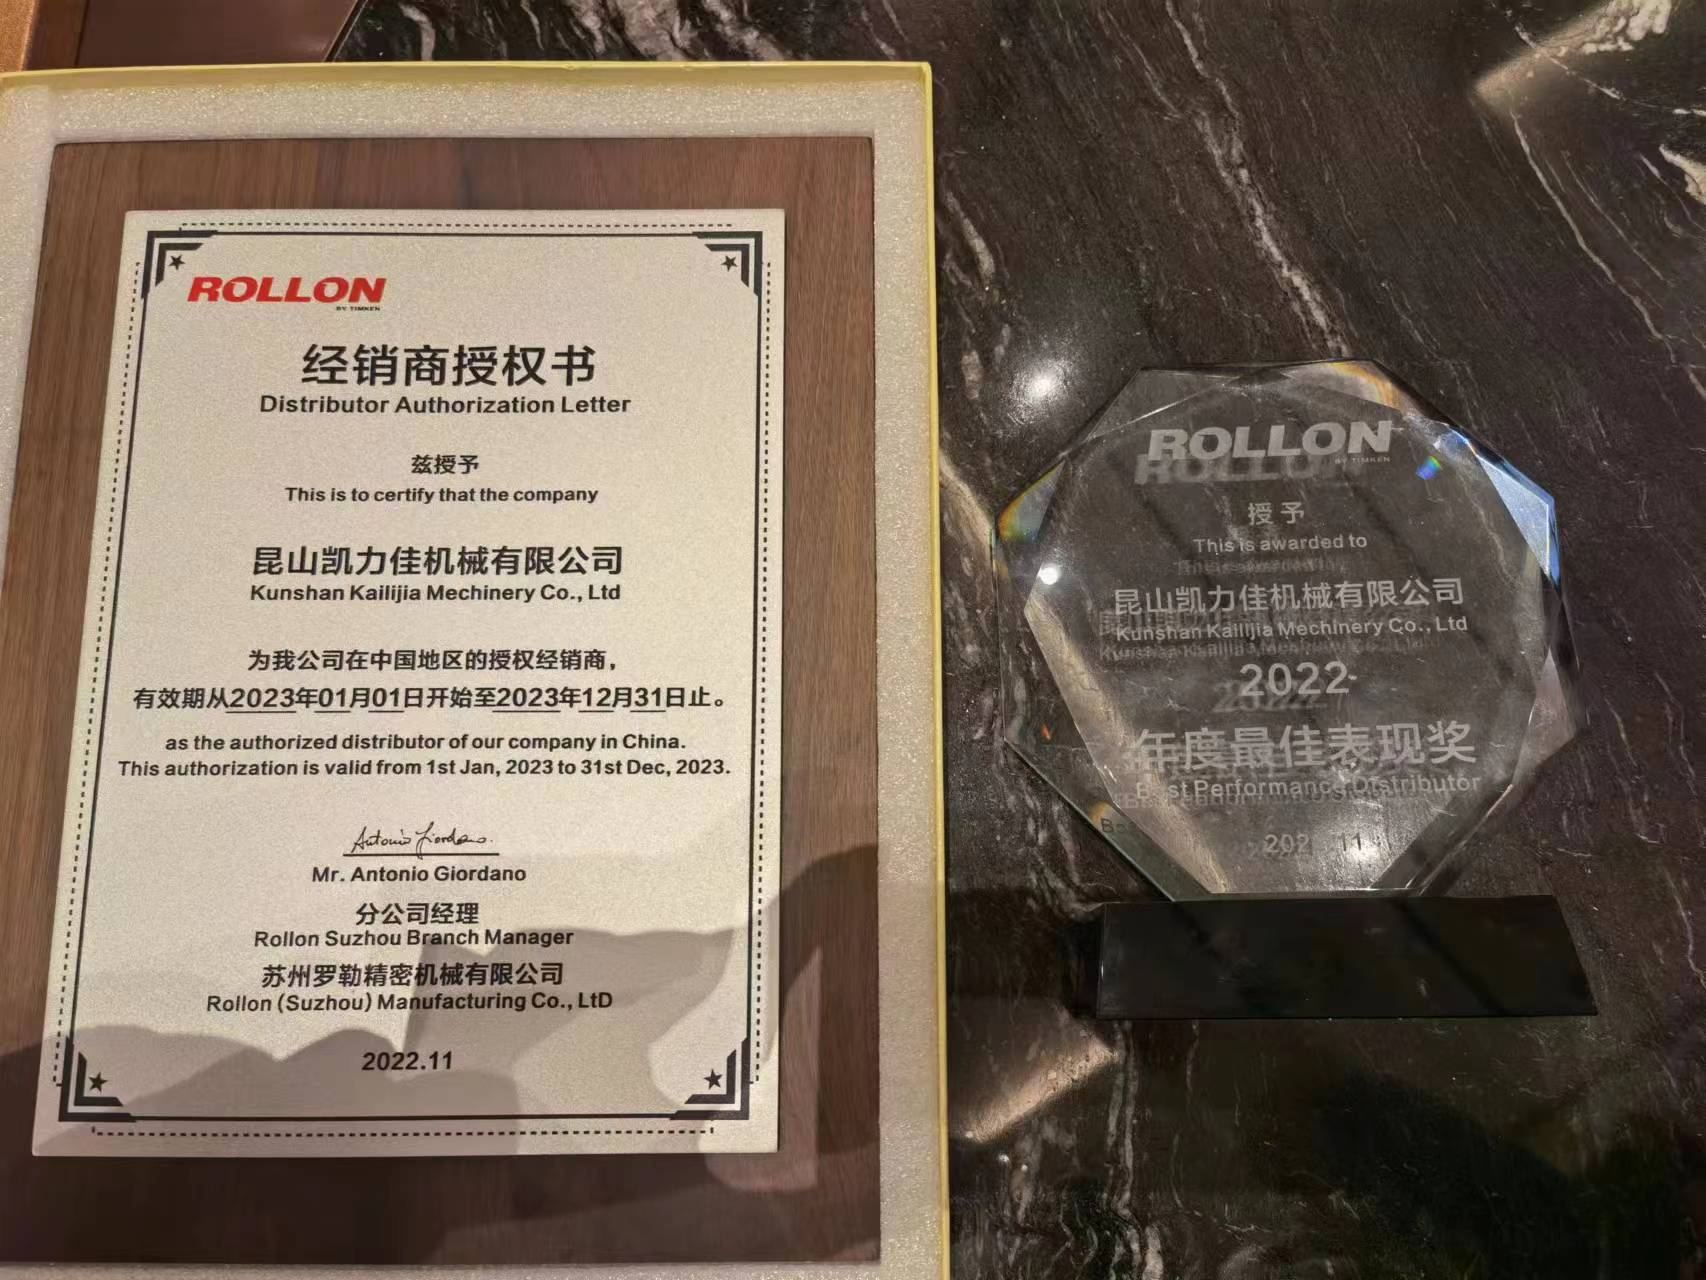 ROLLON
BY TIMKEN
经销商授权书
Distributor Authorization Letter
兹授予
This is to certify that the company
昆山凯力佳机械有限公司
Kunshan Kailijia Mechinery Co., Ltd
为我公司在中国地区的授权经销商，
有效期从2023年01月01日开始至2023年12月31日止。
as the authorized distributor of our company in China.
This authorization is valid from 1st Jan, 2023 to 31st Dec, 2023.
Antonio Giordano
Mr. Antonio Giordano
分公司经理
Rollon Suzhou Branch Manager
苏州罗勒精密机械有限公司
Rollon (Suzhou) Manufacturing Co., LtD
2022.11
ROLLON
BY TIMKEN
授予
This is awarded to
昆山凯力佳机械有限公司
Kunshan Kailijia Mechinery Co., Ltd
2022
年度最佳表现奖
Best Performance Distributor